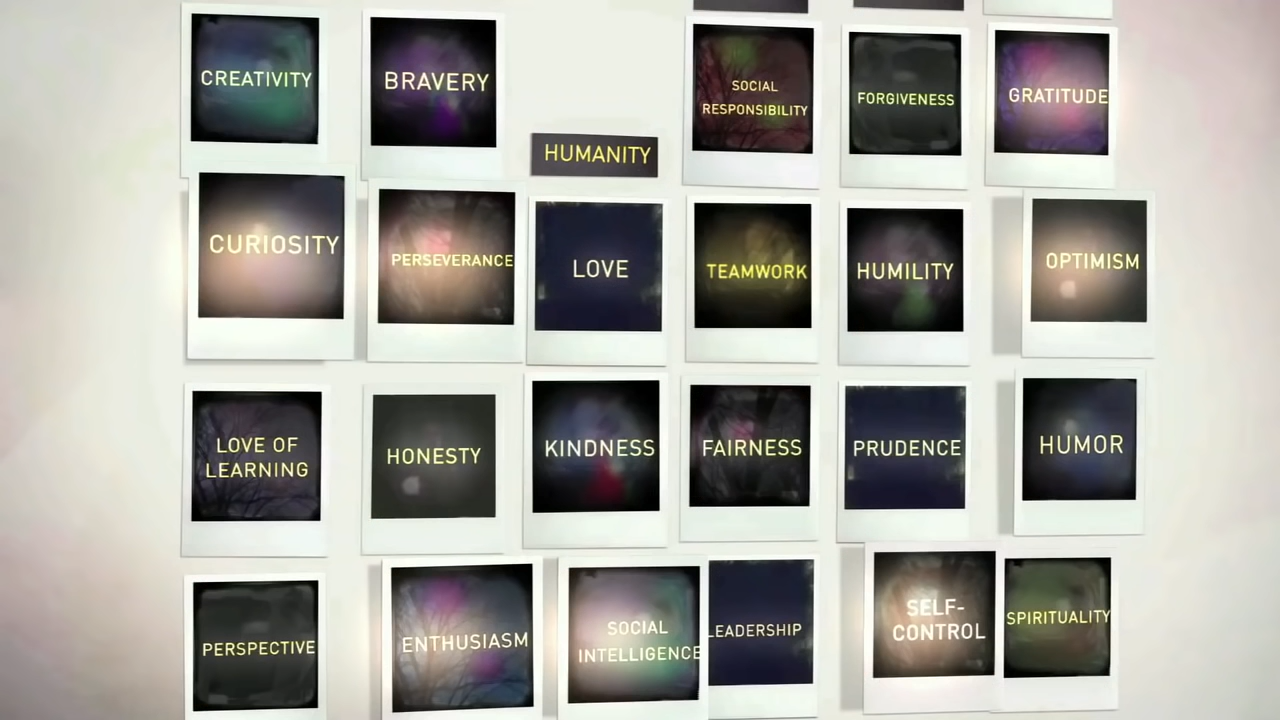 CREATIVITY
BRAVERY
SOCIAL
RESPONSIBILITY
FORGIVENESS
GRATITUDE
HUMANITY
CURIOSITY
PERSEVERANCE
LOVE
TEAMWORK
HUMILITY
OPTIMISM
LOVE OF
LEARNING
HONESTY
KINDNESS
FAIRNESS
PRUDENCE
HUMOR
PERSPECTIVE
ENTHUSIASM
SOCIAL
INTELLIGENCE
LEADERSHIP
SELF-
CONTROL
SPIRITUALITY